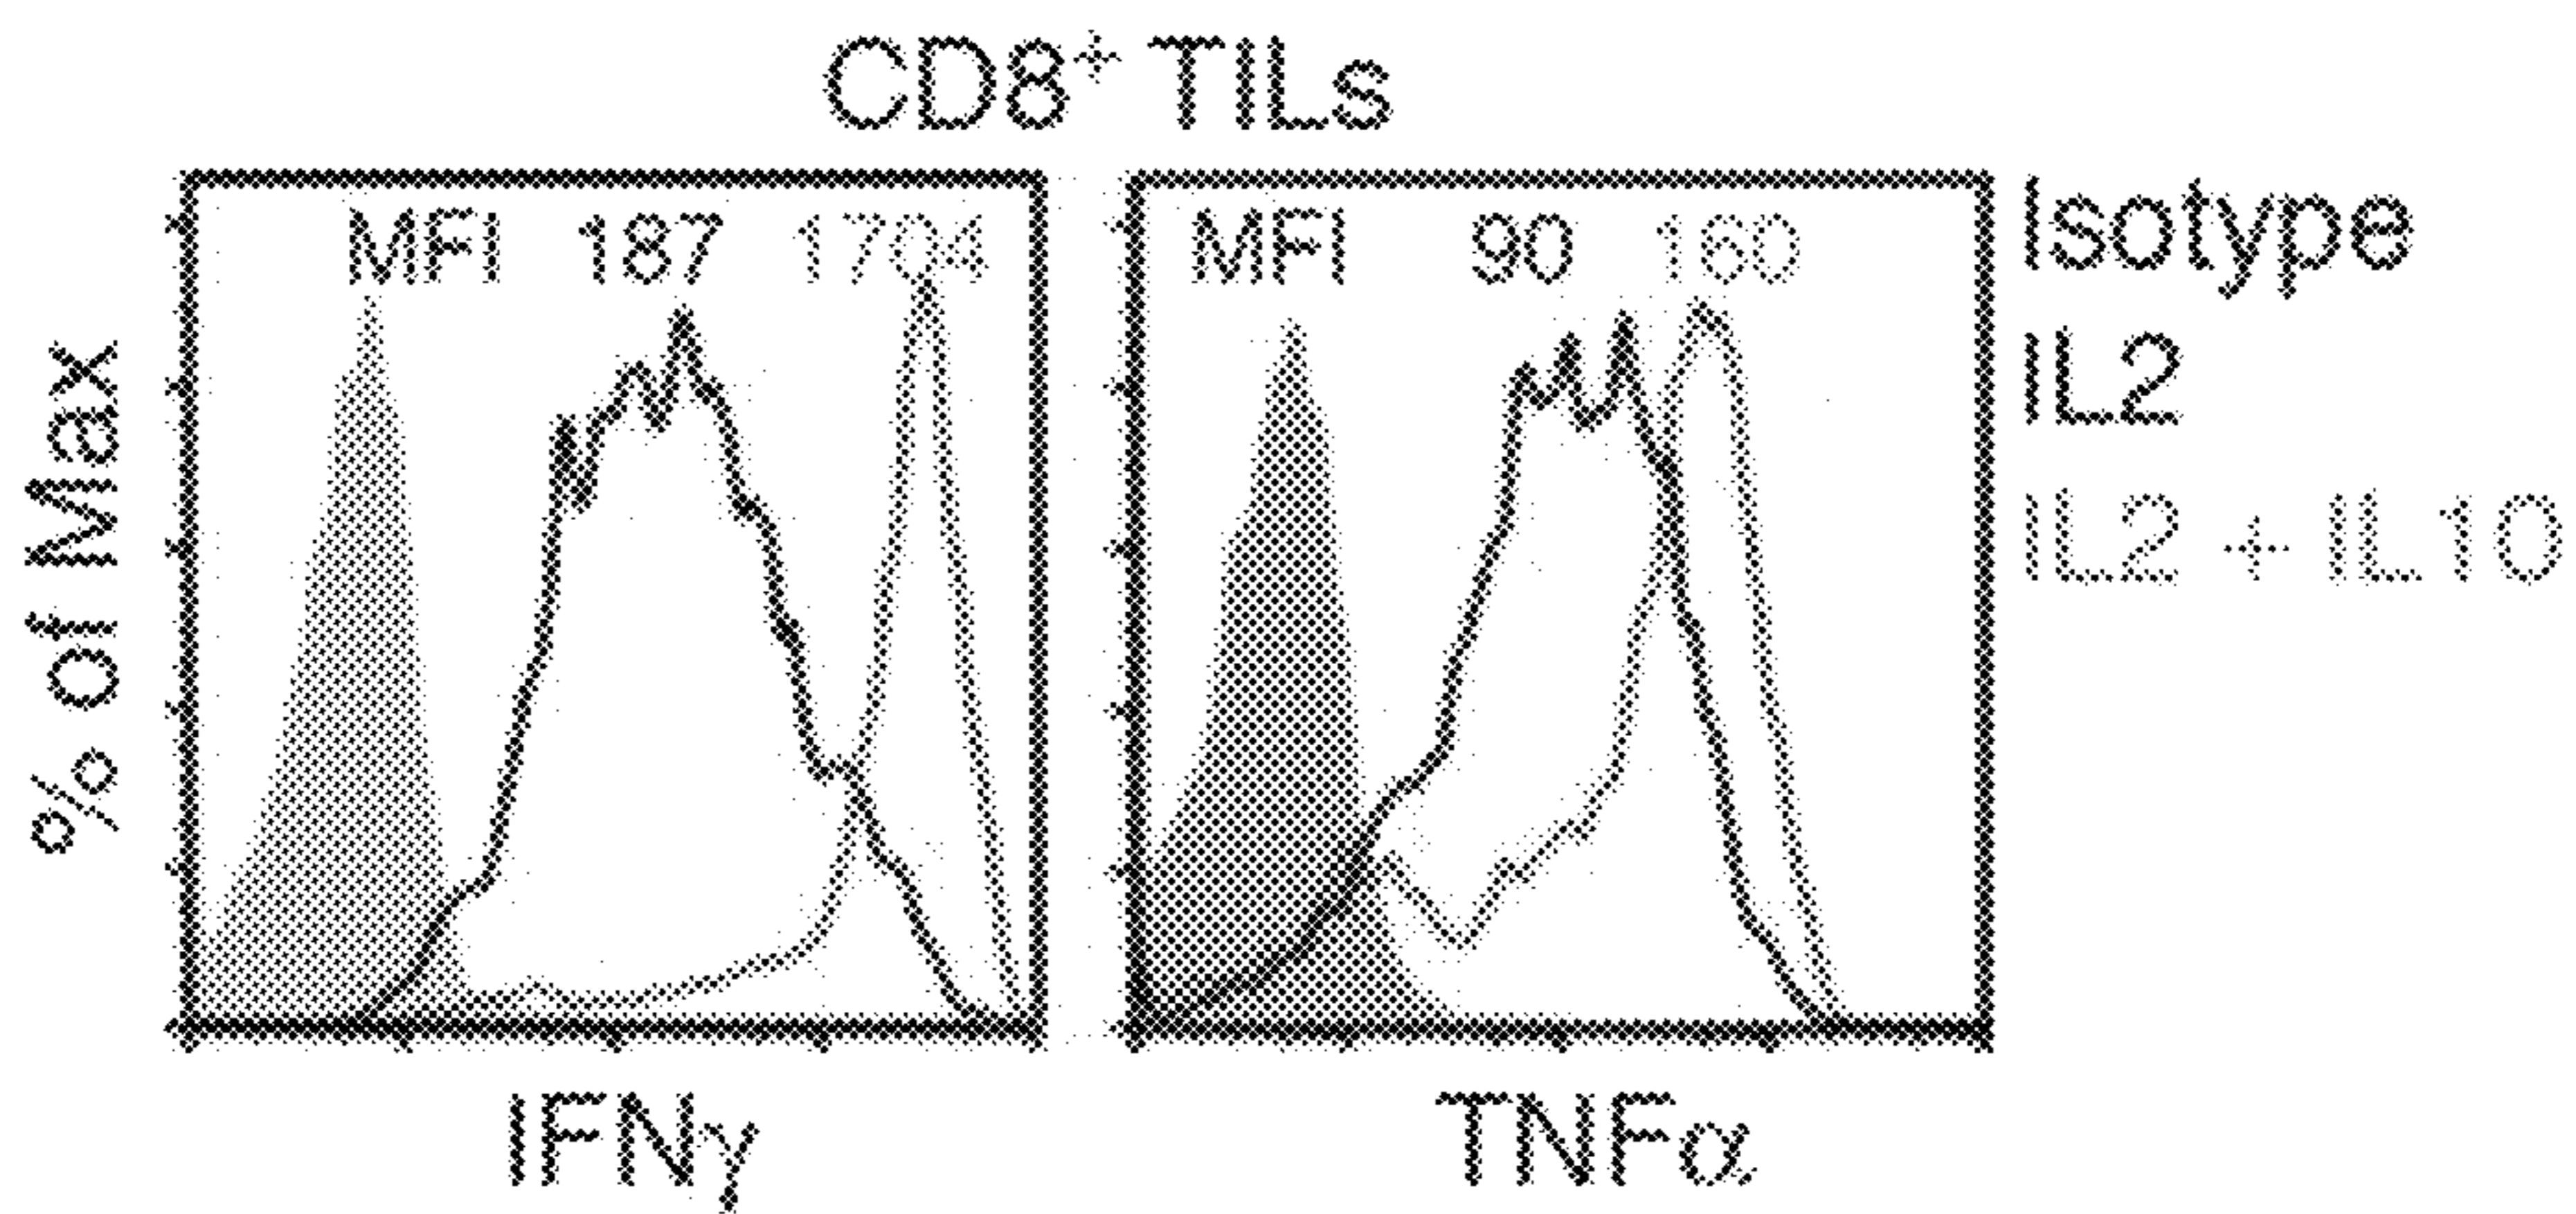 CD8+ TILs
% of Max
MFI 187 1704
MFI 90 160
Isotype
IL2
IL2 + IL10
IFNγ
TNFα